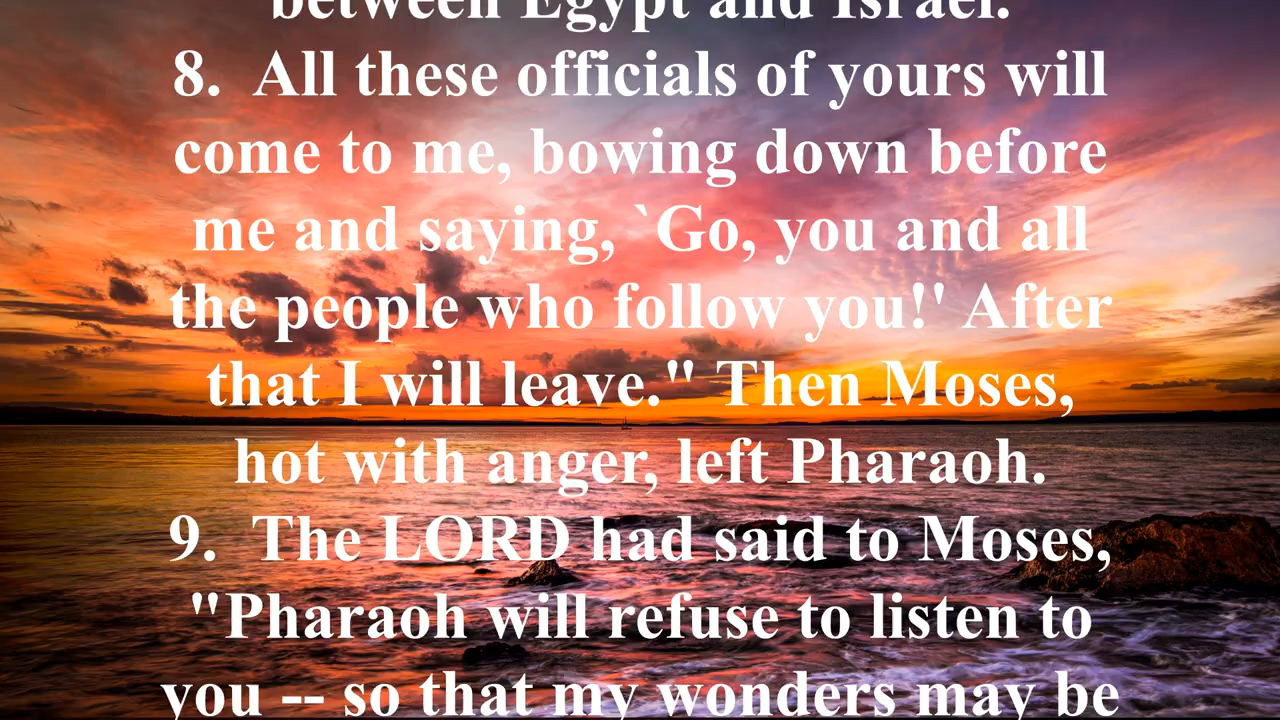 between Egypt and Israel.
8.  All these officials of yours will
come to me, bowing down before
me and saying, `Go, you and all
the people who follow you!' After
that I will leave." Then Moses,
hot with anger, left Pharaoh.
9.  The LORD had said to Moses,
"Pharaoh will refuse to listen to
you -- so that my wonders may be